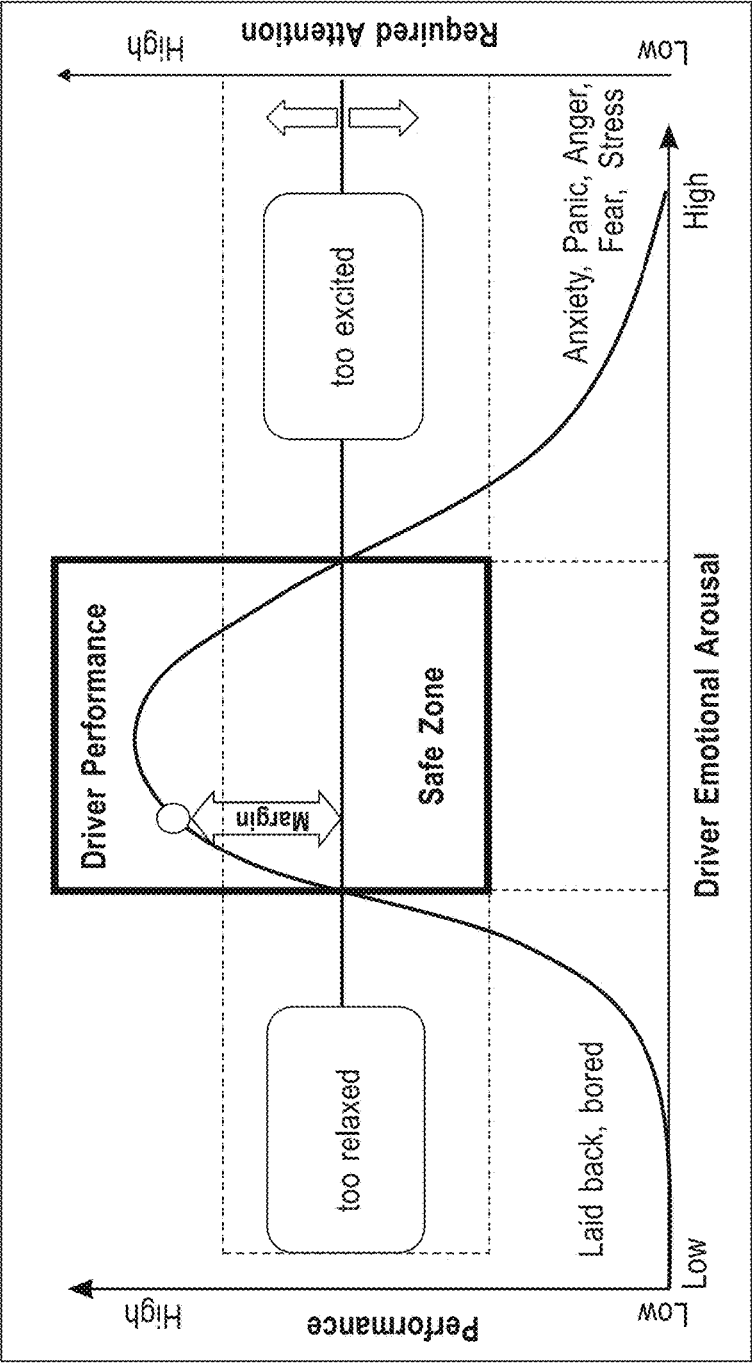 Performance
High
Low
Required Attention
High
Low
Driver Performance
Margin
Safe Zone
too relaxed
too excited
Laid back, bored
Anxiety, Panic, Anger,
Fear, Stress
Low
High
Driver Emotional Arousal